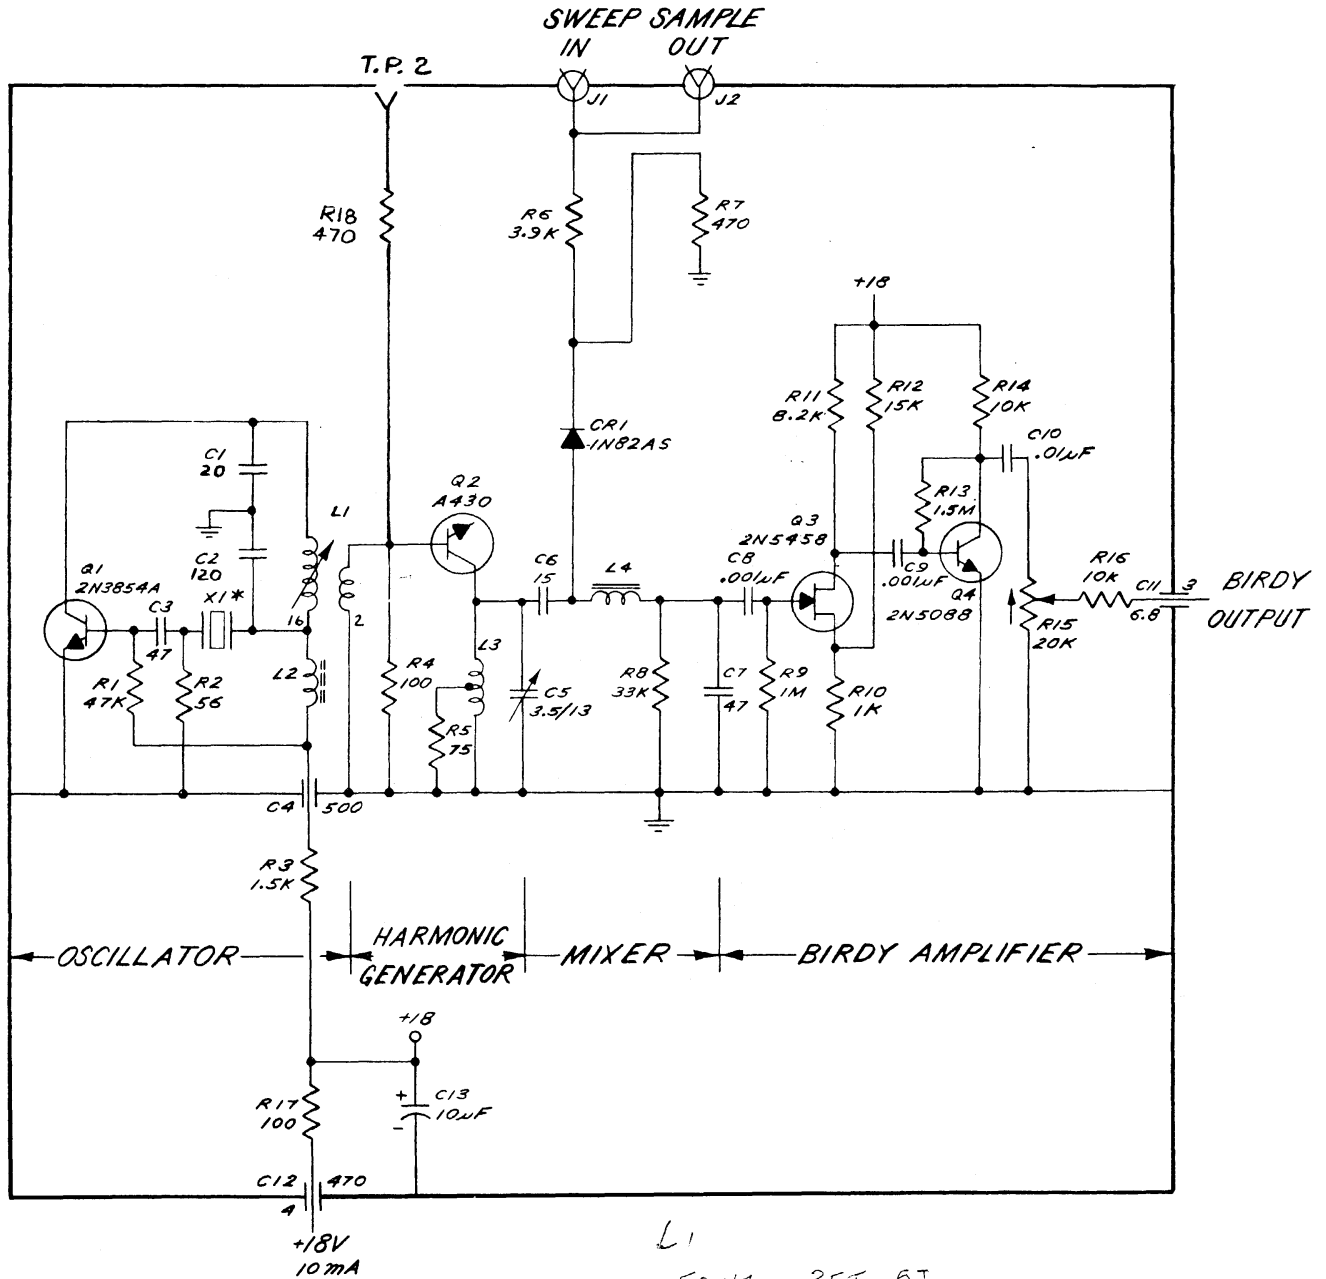 SWEEP SAMPLE
IN OUT
T.P. 2
J1
J2
R18
470
R6
3.9K
R7
470
+18
R11
8.2K
R12
15K
R14
10K
CR1
1N82AS
C10
.01µF
C1
20
Q2
A430
R13
1.5M
L1
Q3
2N5458
C2
120
C6
15
L4
C8
.001µF
C9
.001µF
Q4
2N5088
R16
10K
C11
3
6.8
BIRDY
OUTPUT
Q1
2N3854A
C3
47
X1*
16
2
R15
20K
L2
L3
R1
47K
R2
56
R4
100
R5
75
C5
3.5/13
R8
33K
C7
47
R9
1M
R10
1K
C4
500
R3
1.5K
OSCILLATOR
HARMONIC
GENERATOR
MIXER
BIRDY AMPLIFIER
+18
R17
100
+
C13
10µF
-
C12
470
4
+18V
10mA
L1